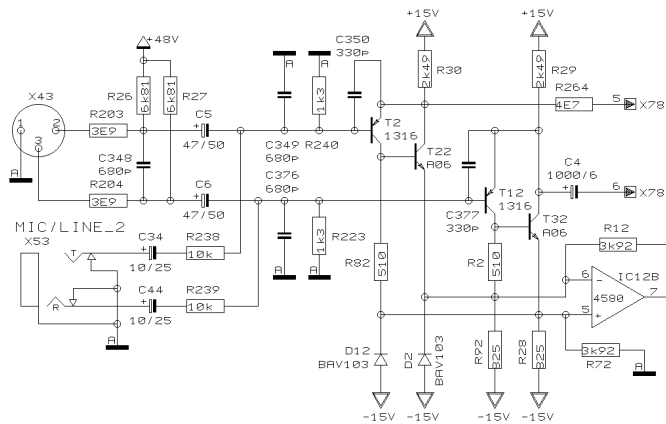 +15V
+15V
C350
330p
+48V
2k49
R30
2k49
R29
X43
R26
6k81
6k81
R27
A
A
1k3
R264
4E7
5
X78
1
2
3
R203
3E9
C5
+
47/50
T2
1316
C348
680p
C349
680p
R240
T22
A06
C4
1000/6
+
6
X78
A
R204
3E9
C6
+
47/50
C376
680p
T12
1316
C377
330p
T32
A06
R12
3k92
MIC/LINE_2
X53
T
C34
+
10/25
R238
10k
1k3
R223
R82
510
R2
510
IC12B
6
-
4580
7
5
+
R
C44
+
10/25
R239
10k
A
A
D12
BAV103
D2
BAV103
R92
825
R28
825
3k92
R72
A
A
-15V
-15V
-15V
-15V